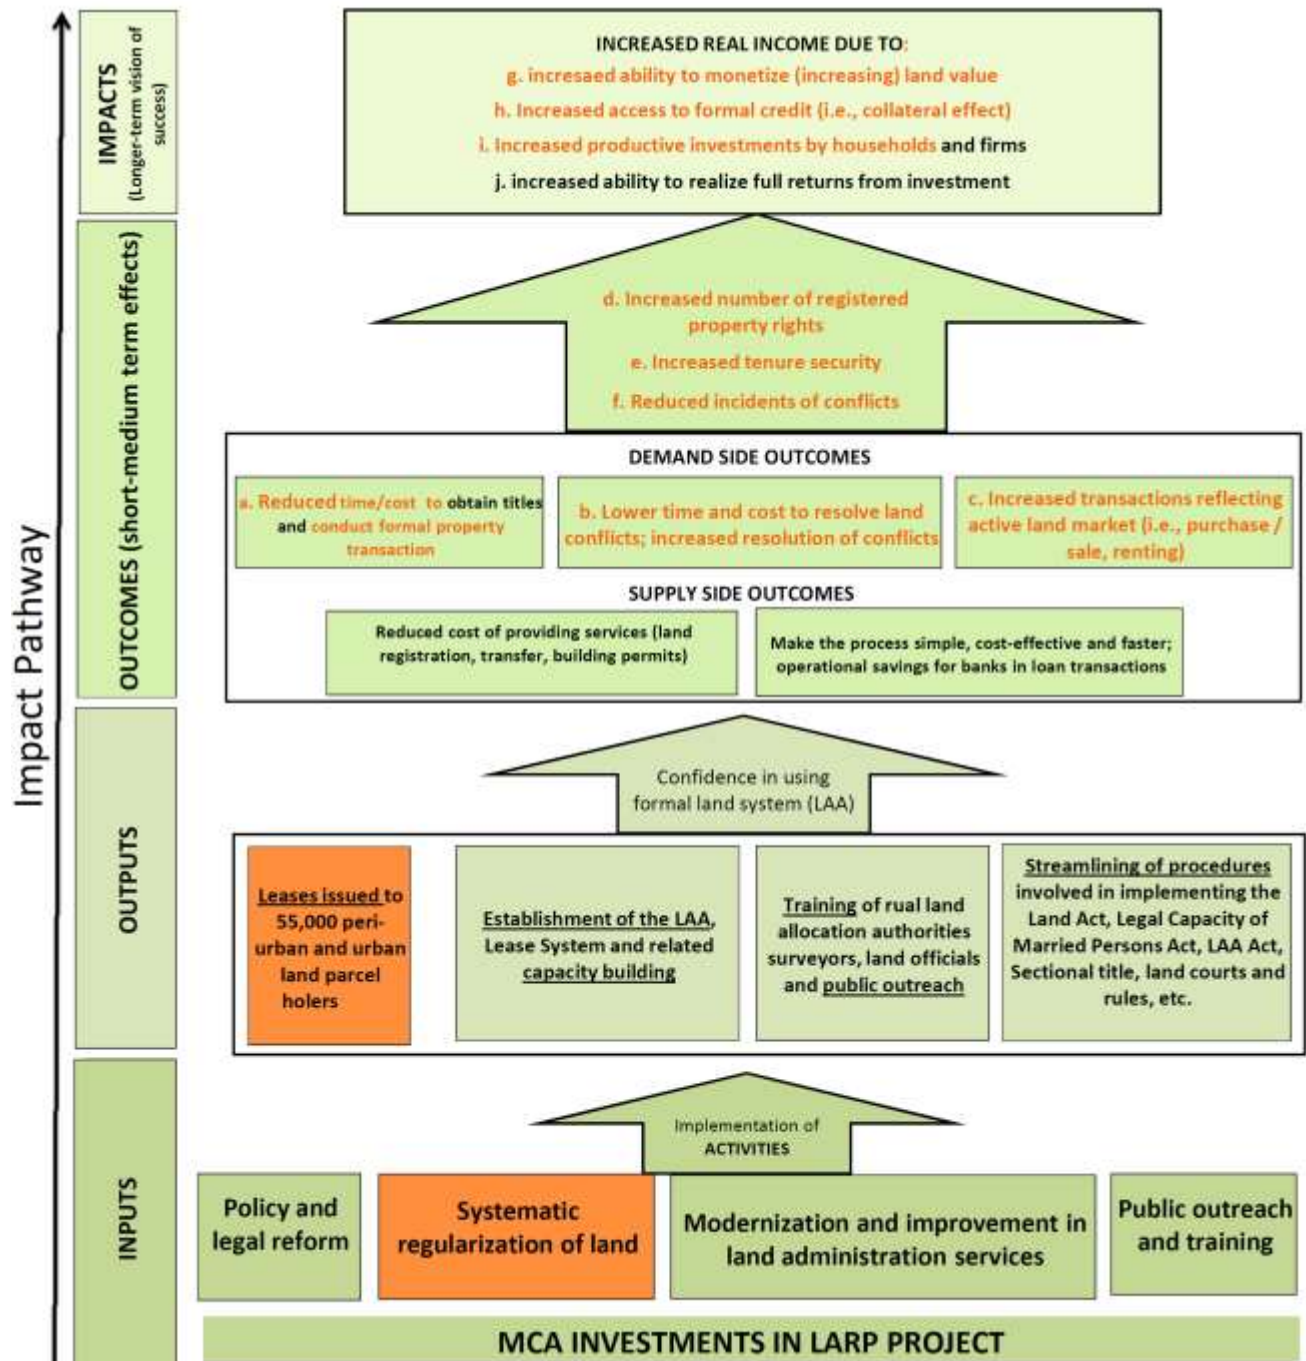 Impact Pathway
IMPACTS
(Longer-term vision of
success)
INCREASED REAL INCOME DUE TO:
g. incresaed ability to monetize (increasing) land value
h. Increased access to formal credit (i.e., collateral effect)
i. Increased productive investments by households and firms
j. increased ability to realize full returns from investment
OUTCOMES (short-medium term effects)
d. Increased number of registered
property rights
e. Increased tenure security
f. Reduced incidents of conflicts
DEMAND SIDE OUTCOMES
a. Reduced time/cost to obtain titles
and conduct formal property
transaction
b. Lower time and cost to resolve land
conflicts; increased resolution of conflicts
c. Increased transactions reflecting
active land market (i.e., purchase /
sale, renting)
SUPPLY SIDE OUTCOMES
Reduced cost of providing services (land
registration, transfer, building permits)
Make the process simple, cost-effective and faster;
operational savings for banks in loan transactions
OUTPUTS
Confidence in using
formal land system (LAA)
Leases issued to
55,000 peri-
urban and urban
land parcel
holers
Establishment of the LAA,
Lease System and related
capacity building
Training of rual land
allocation authorities
surveyors, land officials
and public outreach
Streamlining of procedures
involved in implementing the
Land Act, Legal Capacity of
Married Persons Act, LAA Act,
Sectional title, land courts and
rules, etc.
INPUTS
Implementation of
ACTIVITIES
Policy and
legal reform
Systematic
regularization of land
Modernization and improvement in
land administration services
Public outreach
and training
MCA INVESTMENTS IN LARP PROJECT